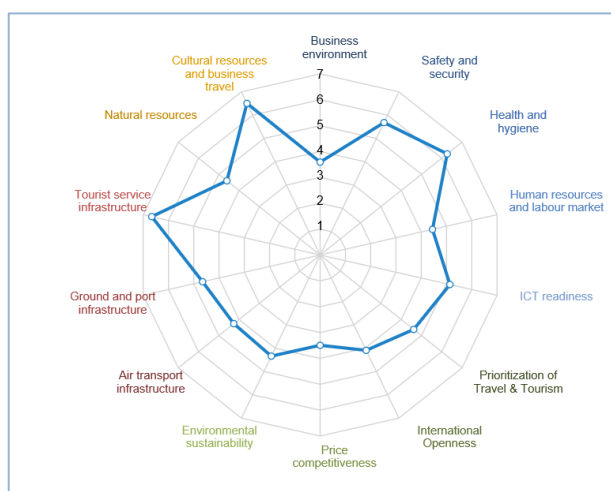 Business
environment
Safety and
security
Health and
hygiene
Human resources
and labour market
ICT readiness
Prioritization of
Travel & Tourism
International
Openness
Price
competitiveness
Environmental
sustainability
Air transport
infrastructure
Ground and port
infrastructure
Tourist service
infrastructure
Natural resources
Cultural resources
and business
travel
7
6
5
4
3
2
1